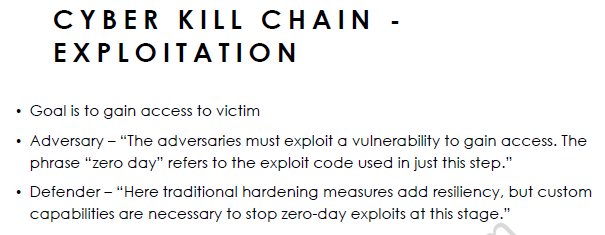 CYBER KILL CHAIN -
EXPLOITATION
• Goal is to gain access to victim
• Adversary – “The adversaries must exploit a vulnerability to gain access. The
phrase “zero day” refers to the exploit code used in just this step.”
• Defender – “Here traditional hardening measures add resiliency, but custom
capabilities are necessary to stop zero-day exploits at this stage.”